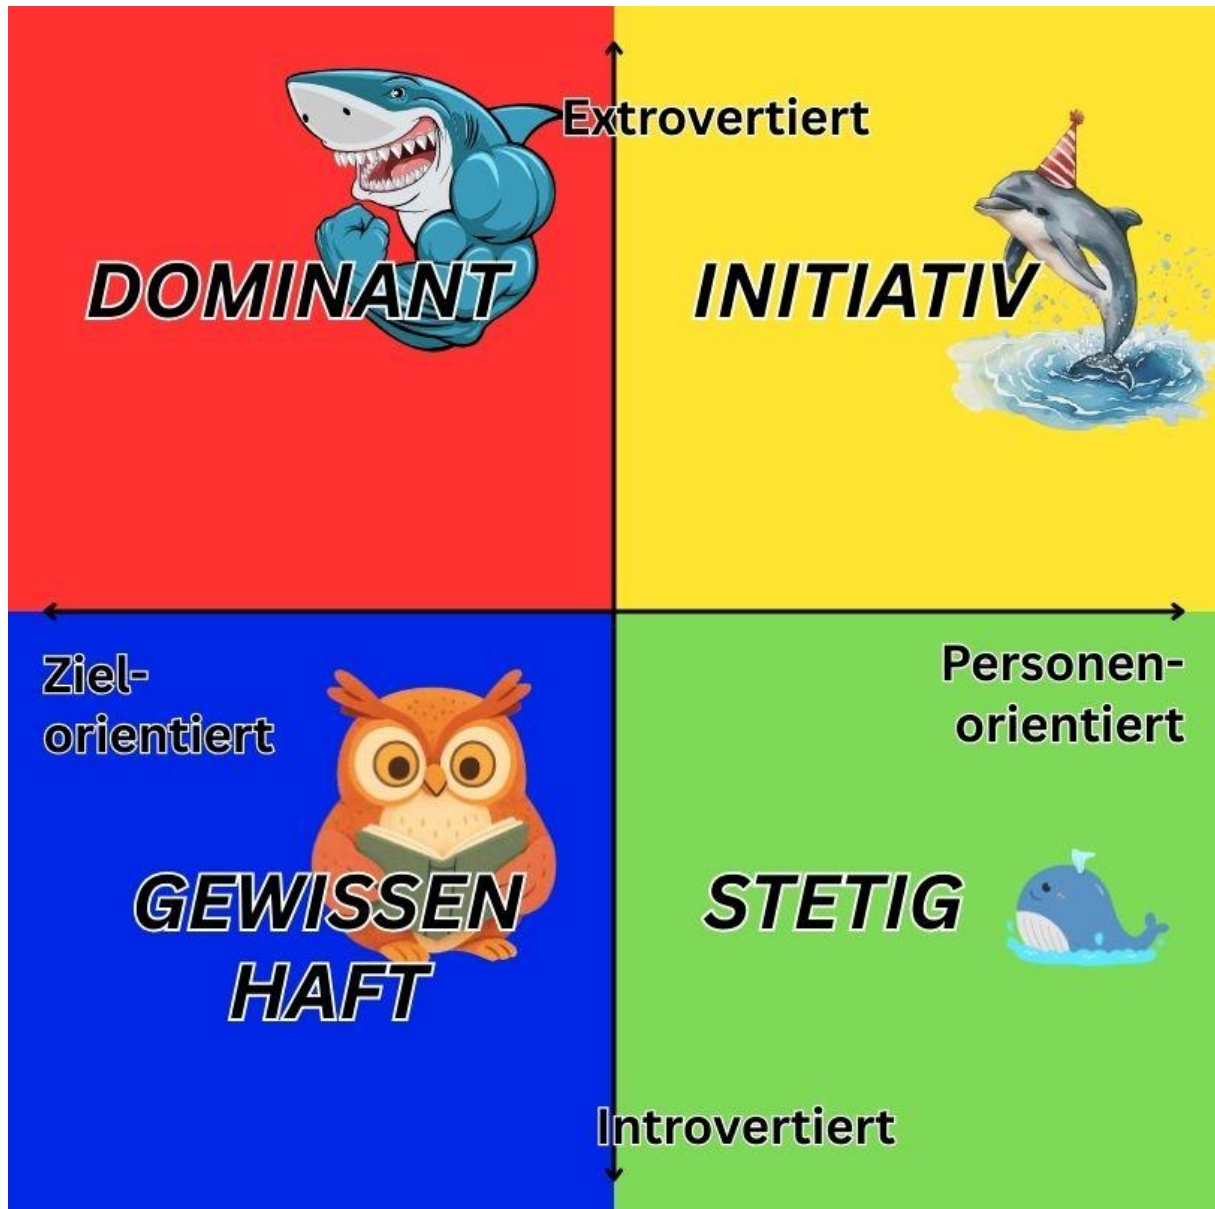 Extrovertiert
DOMINANT
INITIATIV
Ziel-
orientiert
Personen-
orientiert
GEWISSEN
HAFT
STETIG
Introvertiert